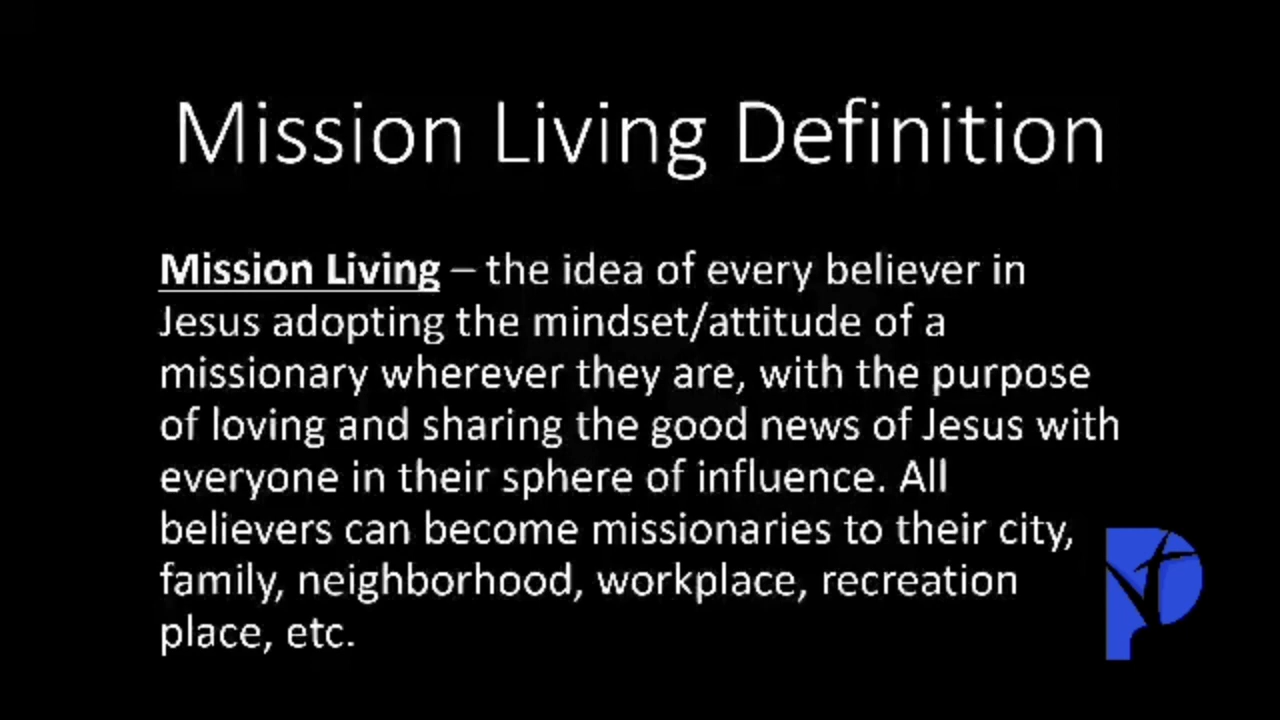 Mission Living Definition
Mission Living – the idea of every believer in
Jesus adopting the mindset/attitude of a
missionary wherever they are, with the purpose
of loving and sharing the good news of Jesus with
everyone in their sphere of influence. All
believers can become missionaries to their city,
family, neighborhood, workplace, recreation
place, etc.